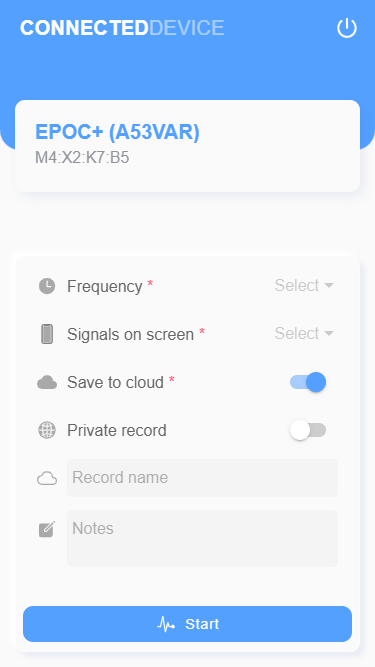 CONNECTEDDEVICE
EPOC+ (A53VAR)
M4:X2:K7:B5
Frequency * Select
Signals on screen * Select
Save to cloud *
Private record
Record name
Notes
Start